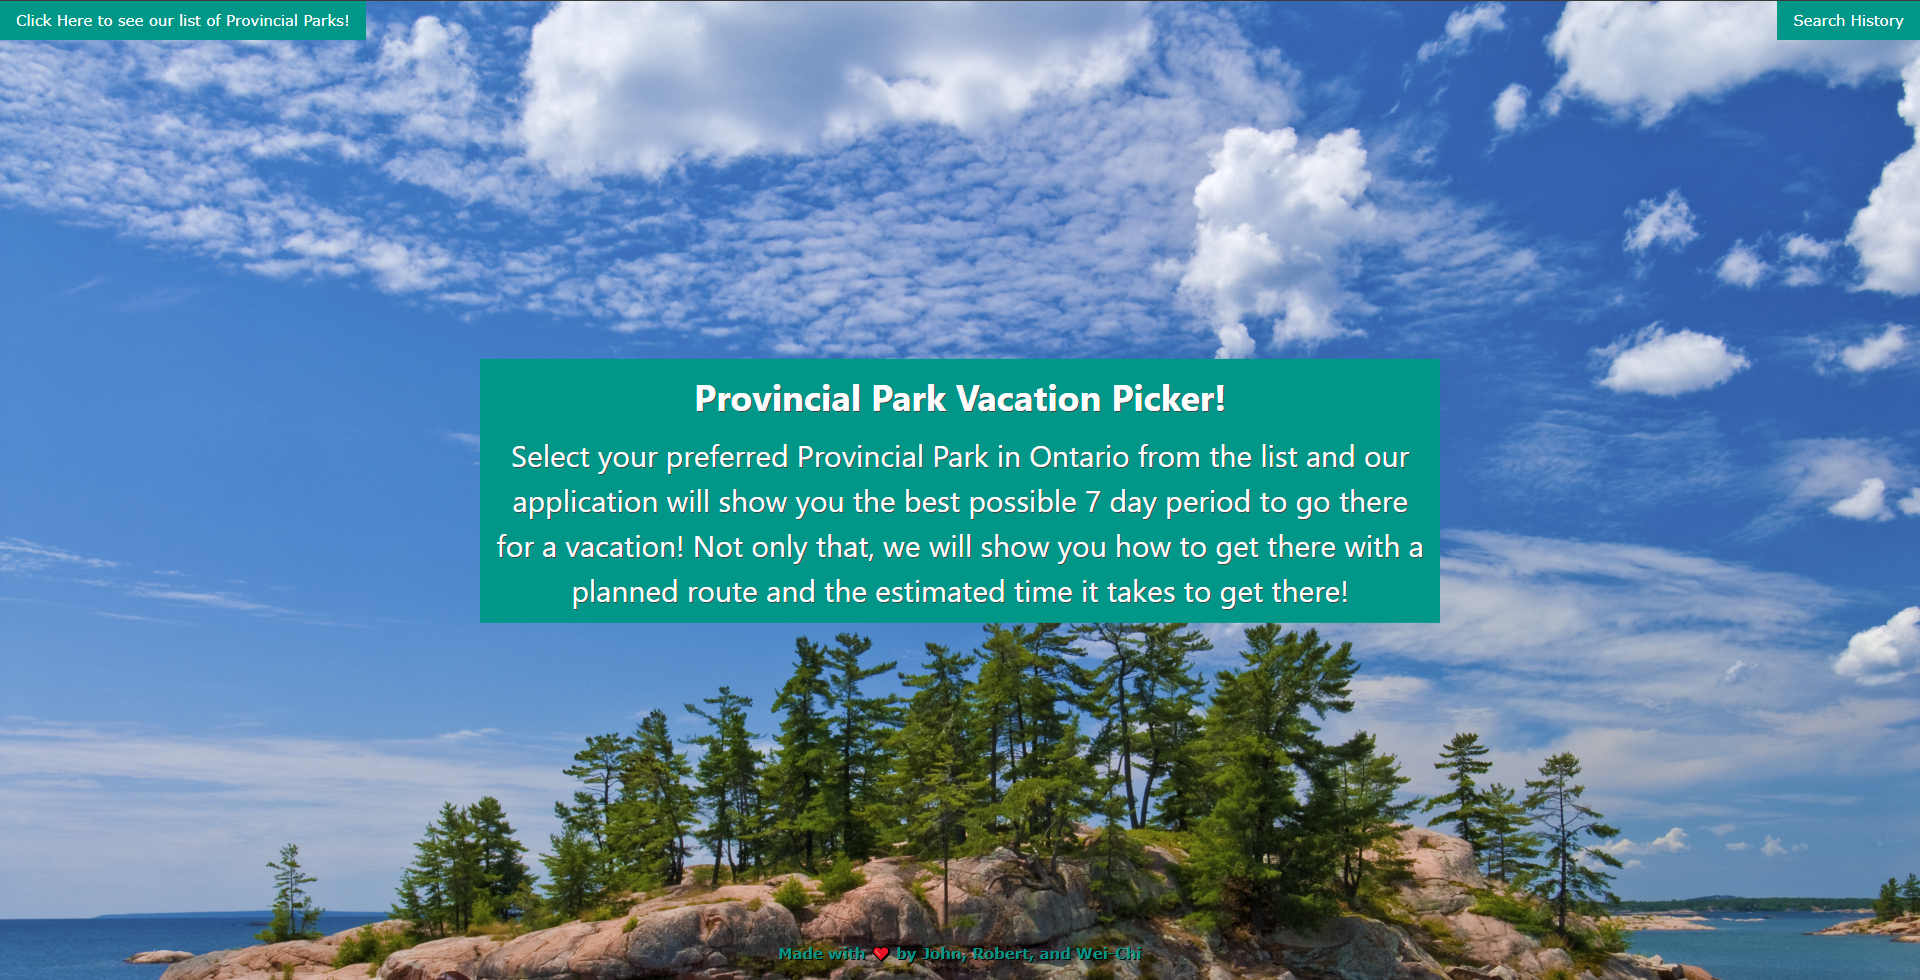 Click Here to see our list of Provincial Parks!
Search History
Provincial Park Vacation Picker!
Select your preferred Provincial Park in Ontario from the list and our
application will show you the best possible 7 day period to go there
for a vacation! Not only that, we will show you how to get there with a
planned route and the estimated time it takes to get there!
Made with ❤️ by John, Robert, and Wei-Chi